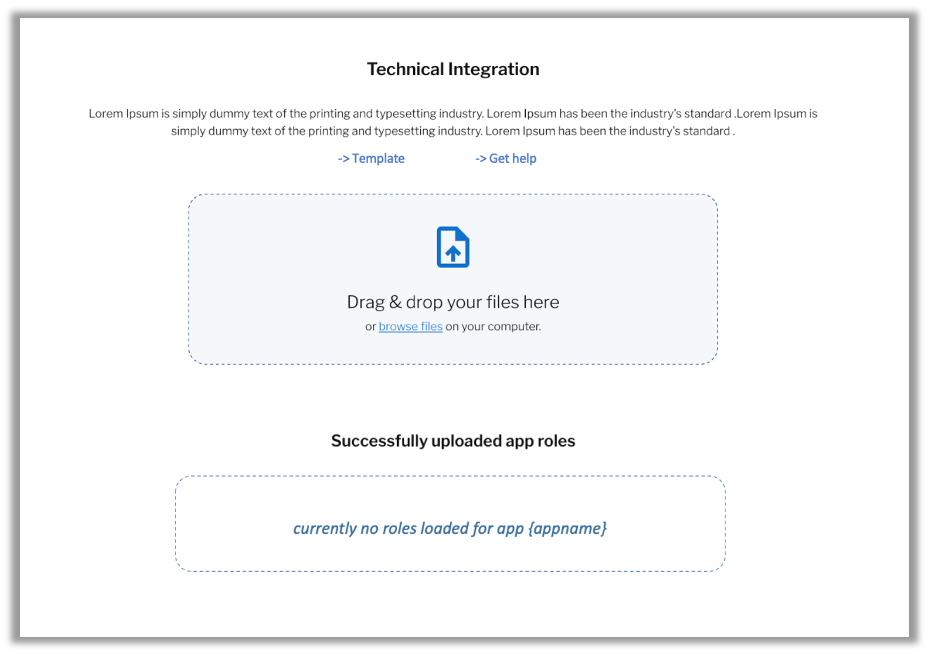 Technical Integration
Lorem Ipsum is simply dummy text of the printing and typesetting industry. Lorem Ipsum has been the industry's standard .Lorem Ipsum is
simply dummy text of the printing and typesetting industry. Lorem Ipsum has been the industry's standard .
-> Template -> Get help
Drag & drop your files here
or browse files on your computer.
Successfully uploaded app roles
currently no roles loaded for app {appname}